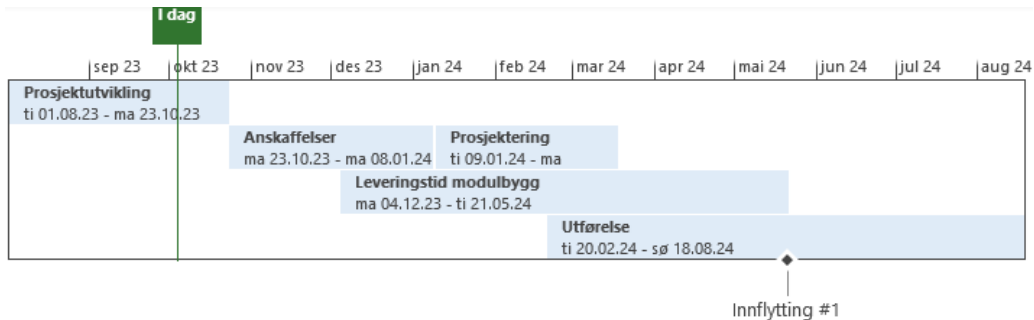 I dag
sep 23 okt 23 nov 23 des 23 jan 24 feb 24 mar 24 apr 24 mai 24 jun 24 jul 24 aug 24
Prosjektutvikling
ti 01.08.23 - ma 23.10.23
Anskaffelser
ma 23.10.23 - ma 08.01.24
Prosjektering
ti 09.01.24 - ma
Leveringstid modulbygg
ma 04.12.23 - ti 21.05.24
Utførelse
ti 20.02.24 - sø 18.08.24
Innflytting #1